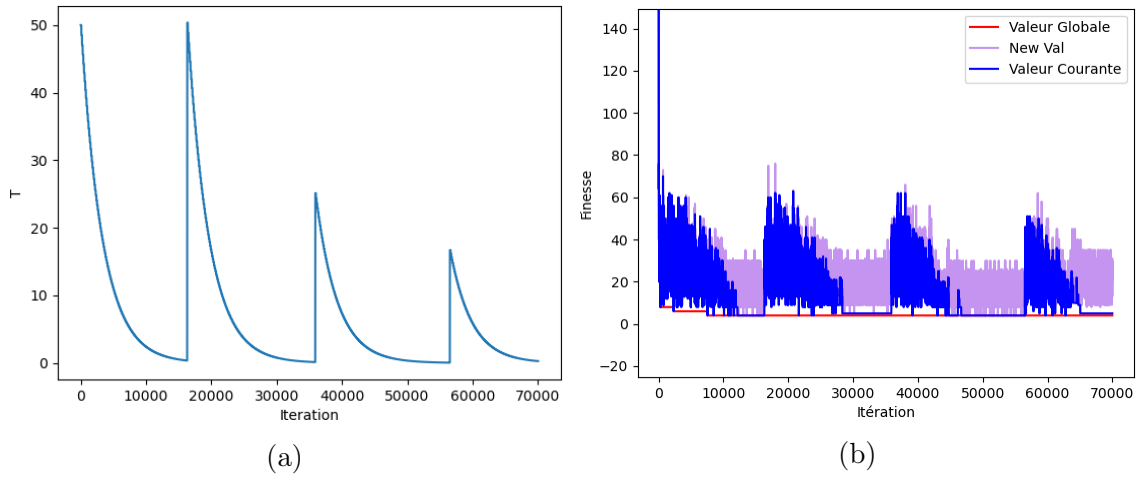 50
40
30
20
10
0
T
0 10000 20000 30000 40000 50000 60000 70000
Iteration
(a)
140
120
100
80
60
40
20
0
−20
Finesse
Valeur Globale
New Val
Valeur Courante
0 10000 20000 30000 40000 50000 60000 70000
Itération
(b)